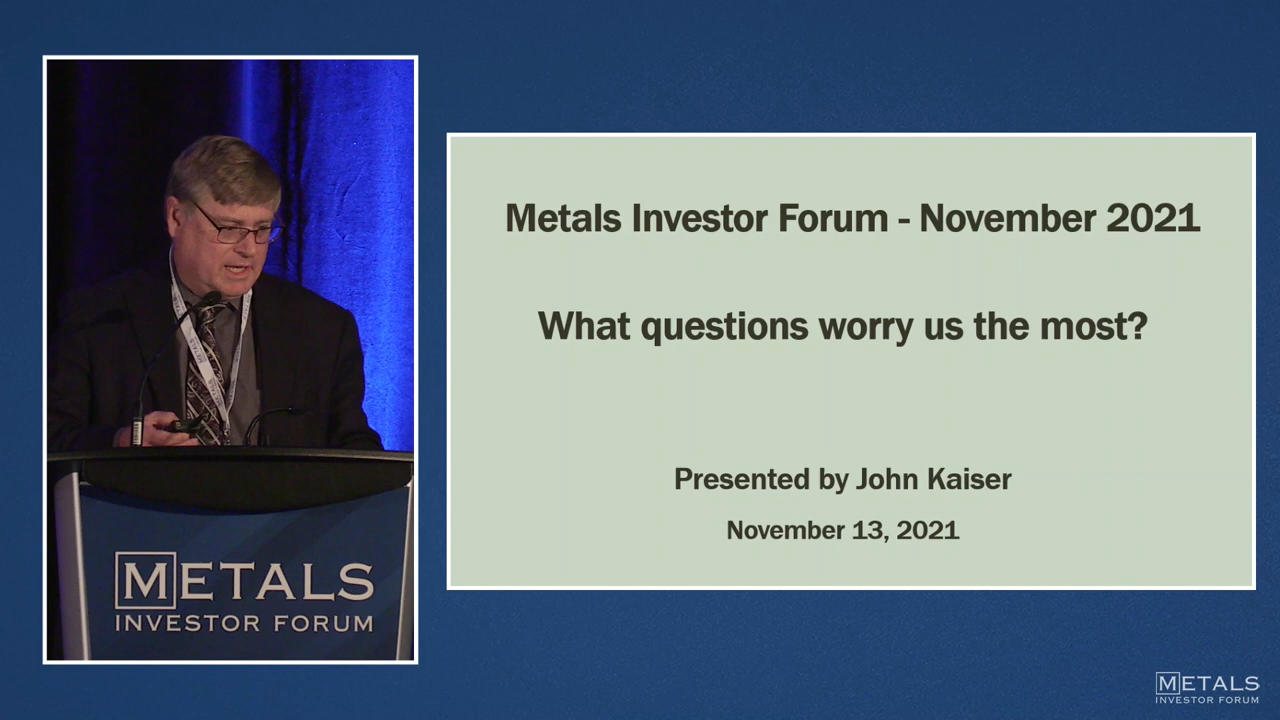 Metals Investor Forum - November 2021
What questions worry us the most?
Presented by John Kaiser
November 13, 2021
METALS
INVESTOR FORUM
METALS
INVESTOR FORUM